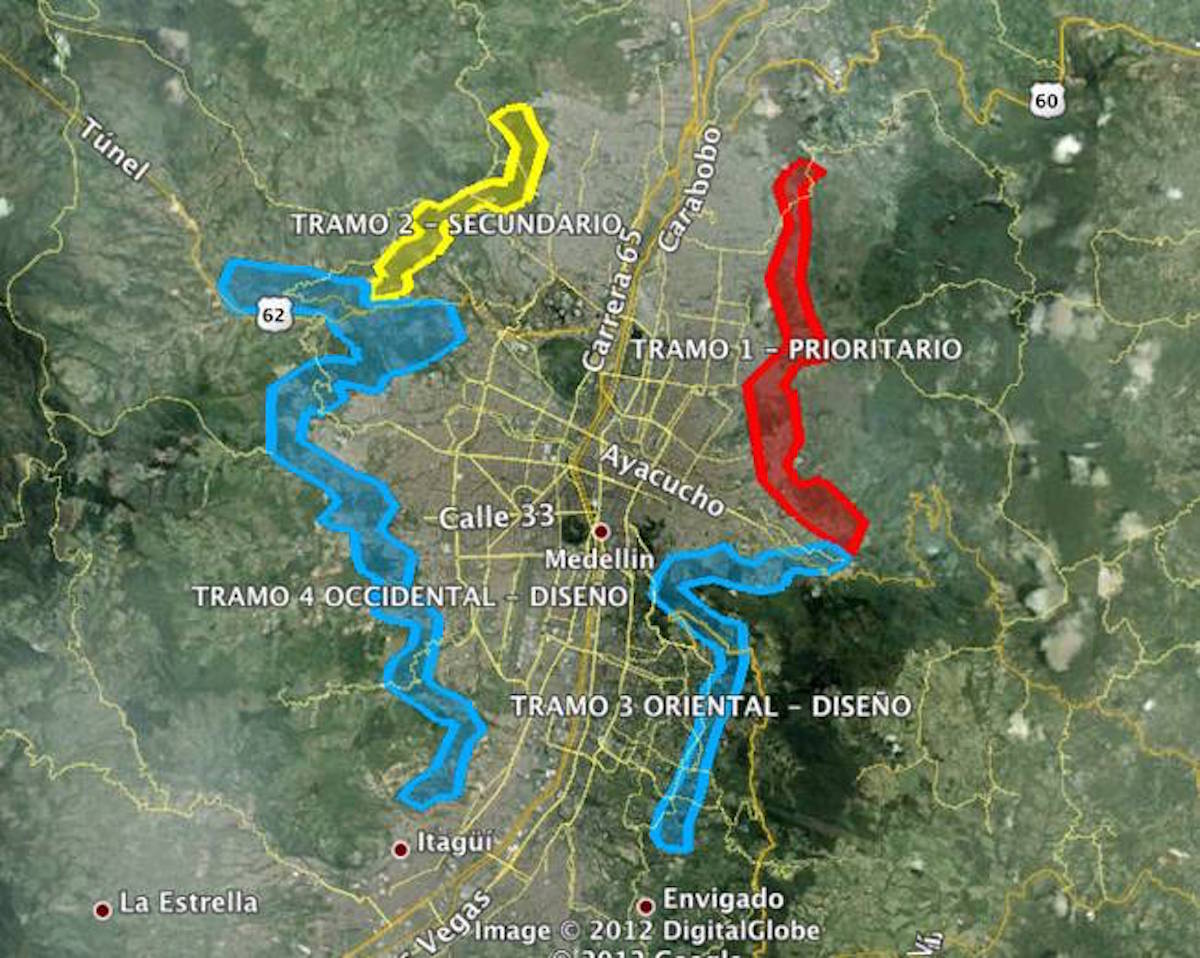 60
Túnel
Carabobo
TRAMO 2 – SECUNDARIO
Carrera 65
62
TRAMO 1 – PRIORITARIO
Ayacucho
Calle 33
Medellin
TRAMO 4 OCCIDENTAL – DISEÑO
TRAMO 3 ORIENTAL – DISEÑO
Itagüí
La Estrella
Envigado
Vegas
Image © 2012 DigitalGlobe
© 2012 Google